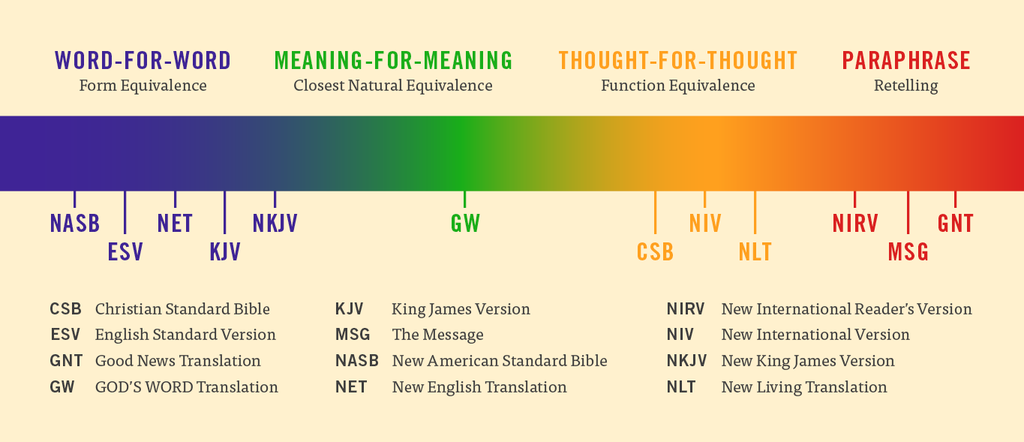 WORD-FOR-WORD MEANING-FOR-MEANING THOUGHT-FOR-THOUGHT PARAPHRASE
Form Equivalence Closest Natural Equivalence Function Equivalence Retelling
NASB NET NKJV GW NIV NIRV GNT
ESV KJV CSB NLT MSG
CSB Christian Standard Bible
ESV English Standard Version
GNT Good News Translation
GW GOD'S WORD Translation
KJV King James Version
MSG The Message
NASB New American Standard Bible
NET New English Translation
NIRV New International Reader's Version
NIV New International Version
NKJV New King James Version
NLT New Living Translation